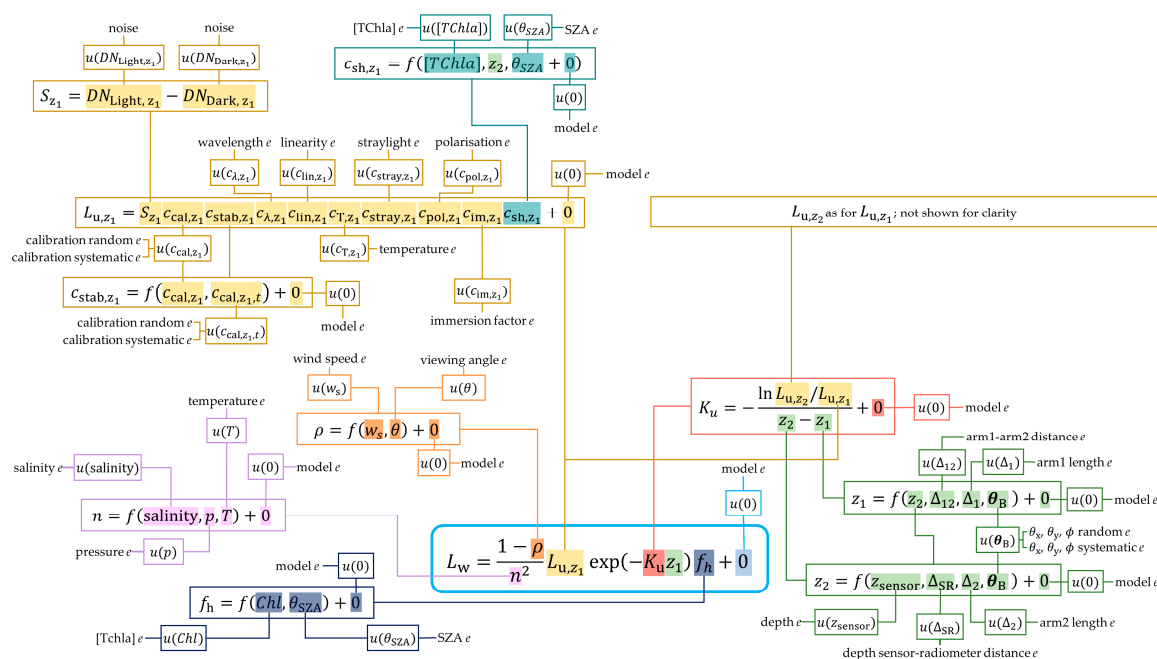 noise
noise
u(DN_Light,z₁)
u(DN_Dark,z₁)
S_z₁ = DN_Light, z₁ − DN_Dark, z₁
[TChla] e
u([TChla])
u(θ_SZA)
SZA e
c_sh,z₁ = f([TChla], z₂, θ_SZA + 0)
u(0)
model e
wavelength e
linearity e
straylight e
polarisation e
u(c_λ,z₁)
u(c_lin,z₁)
u(c_stray,z₁)
u(c_pol,z₁)
u(0)
model e
L_u,z₁ = S_z₁ c_cal,z₁ c_stab,z₁ c_λ,z₁ c_lin,z₁ c_T,z₁ c_stray,z₁ c_pol,z₁ c_im,z₁ c_sh,z₁ + 0
L_u,z₂ as for L_u,z₁; not shown for clarity
calibration random e
calibration systematic e
u(c_cal,z₁)
u(c_T,z₁)
temperature e
c_stab,z₁ = f(c_cal,z₁, c_cal,z₁,t) + 0
u(0)
model e
u(c_im,z₁)
immersion factor e
calibration random e
calibration systematic e
u(c_cal,z₁,t)
wind speed e
viewing angle e
u(w_s)
u(θ)
ρ = f(w_s, θ) + 0
u(0)
model e
K_u = − ln L_u,z₂/L_u,z₁ / z₂ − z₁ + 0
u(0)
model e
temperature e
u(T)
salinity e
u(salinity)
u(0)
model e
n = f(salinity, p, T) + 0
pressure e
u(p)
arm1-arm2 distance e
u(Δ₁₂)
u(Δ₁)
arm1 length e
z₁ = f(z₂, Δ₁₂, Δ₁, θ_B) + 0
u(0)
model e
u(θ_B)
θ_x, θ_y, ϕ random e
θ_x, θ_y, ϕ systematic e
model e
u(0)
L_w = 1 − ρ / n² L_u,z₁ exp(−K_u z₁) f_h + 0
z₂ = f(z_sensor, Δ_SR, Δ₂, θ_B) + 0
u(0)
model e
depth e
u(z_sensor)
u(Δ_SR)
u(Δ₂)
arm2 length e
depth sensor-radiometer distance e
model e
u(0)
f_h = f(Chl, θ_SZA) + 0
[Tchla] e
u(Chl)
u(θ_SZA)
SZA e